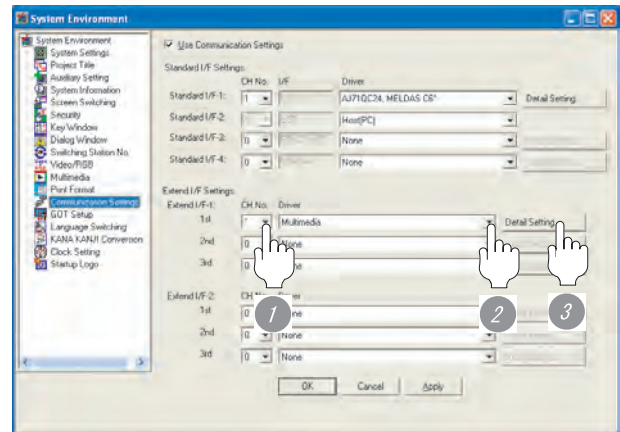 System Environment
System Environment
System Settings
Project Title
Auxiliary Setting
System Information
Screen Switching
Security
Key Window
Dialog Window
Switching Station No.
Video/RGB
Multimedia
Print Format
Communication Settings
GOT Setup
Language Switching
KANA KANJI Conversion
Clock Setting
Startup Logo
Use Communication Settings
Standard I/F Settings
CH No. I/F Driver
Standard I/F-1: 1 AJ71QC24, MELDAS C6* Detail Setting
Standard I/F-2: Host(PC)
Standard I/F-3: 0 None
Standard I/F-4: 0 None
Extend I/F Settings
Extend I/F-1: CH No. Driver
1st * Multimedia Detail Setting
2nd 0 None
3rd 0
Extend I/F-2: CH No. Driver
1st 0 None
2nd 0 None
3rd 0 None
1 2 3
OK Cancel Apply